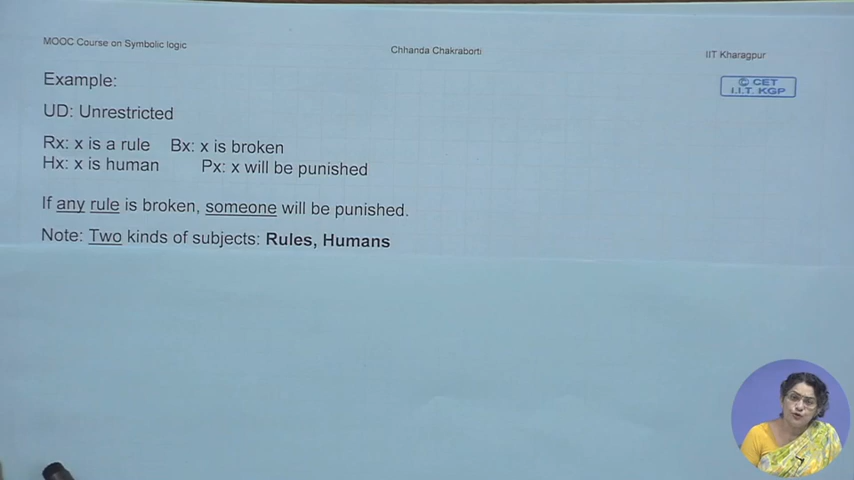 MOOC Course on Symbolic logic Chhanda Chakraborti IIT Kharagpur
© CET
I.I.T. KGP
Example:
UD: Unrestricted
Rx: x is a rule Bx: x is broken
Hx: x is human Px: x will be punished
If any rule is broken, someone will be punished.
Note: Two kinds of subjects: Rules, Humans